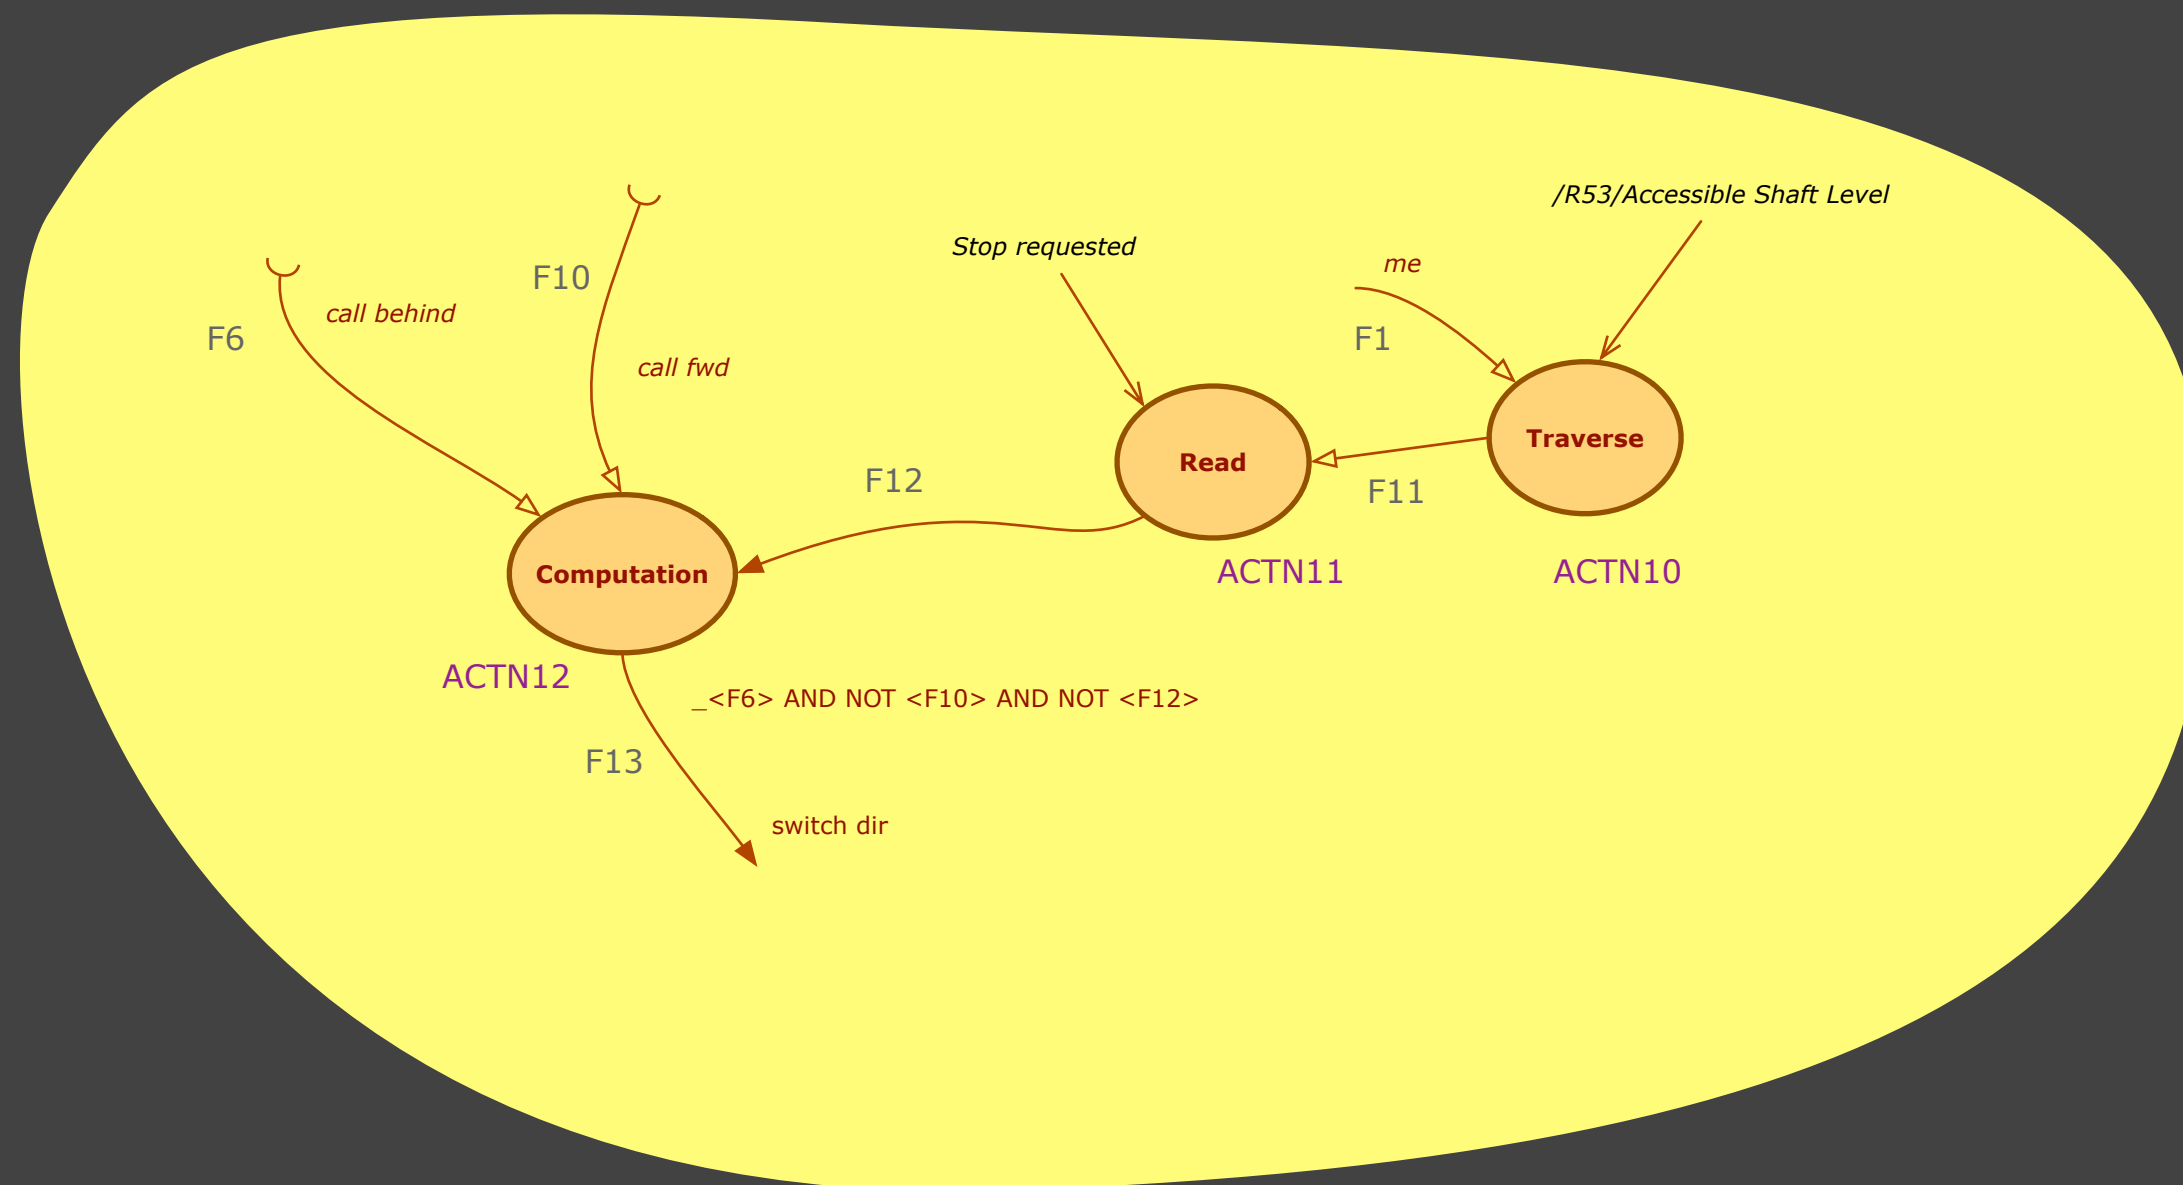 /R53/Accessible Shaft Level
Stop requested
me
F10
call behind
F6
F1
call fwd
Traverse
Read
F12
F11
Computation
ACTN11
ACTN10
ACTN12
_<F6> AND NOT <F10> AND NOT <F12>
F13
switch dir